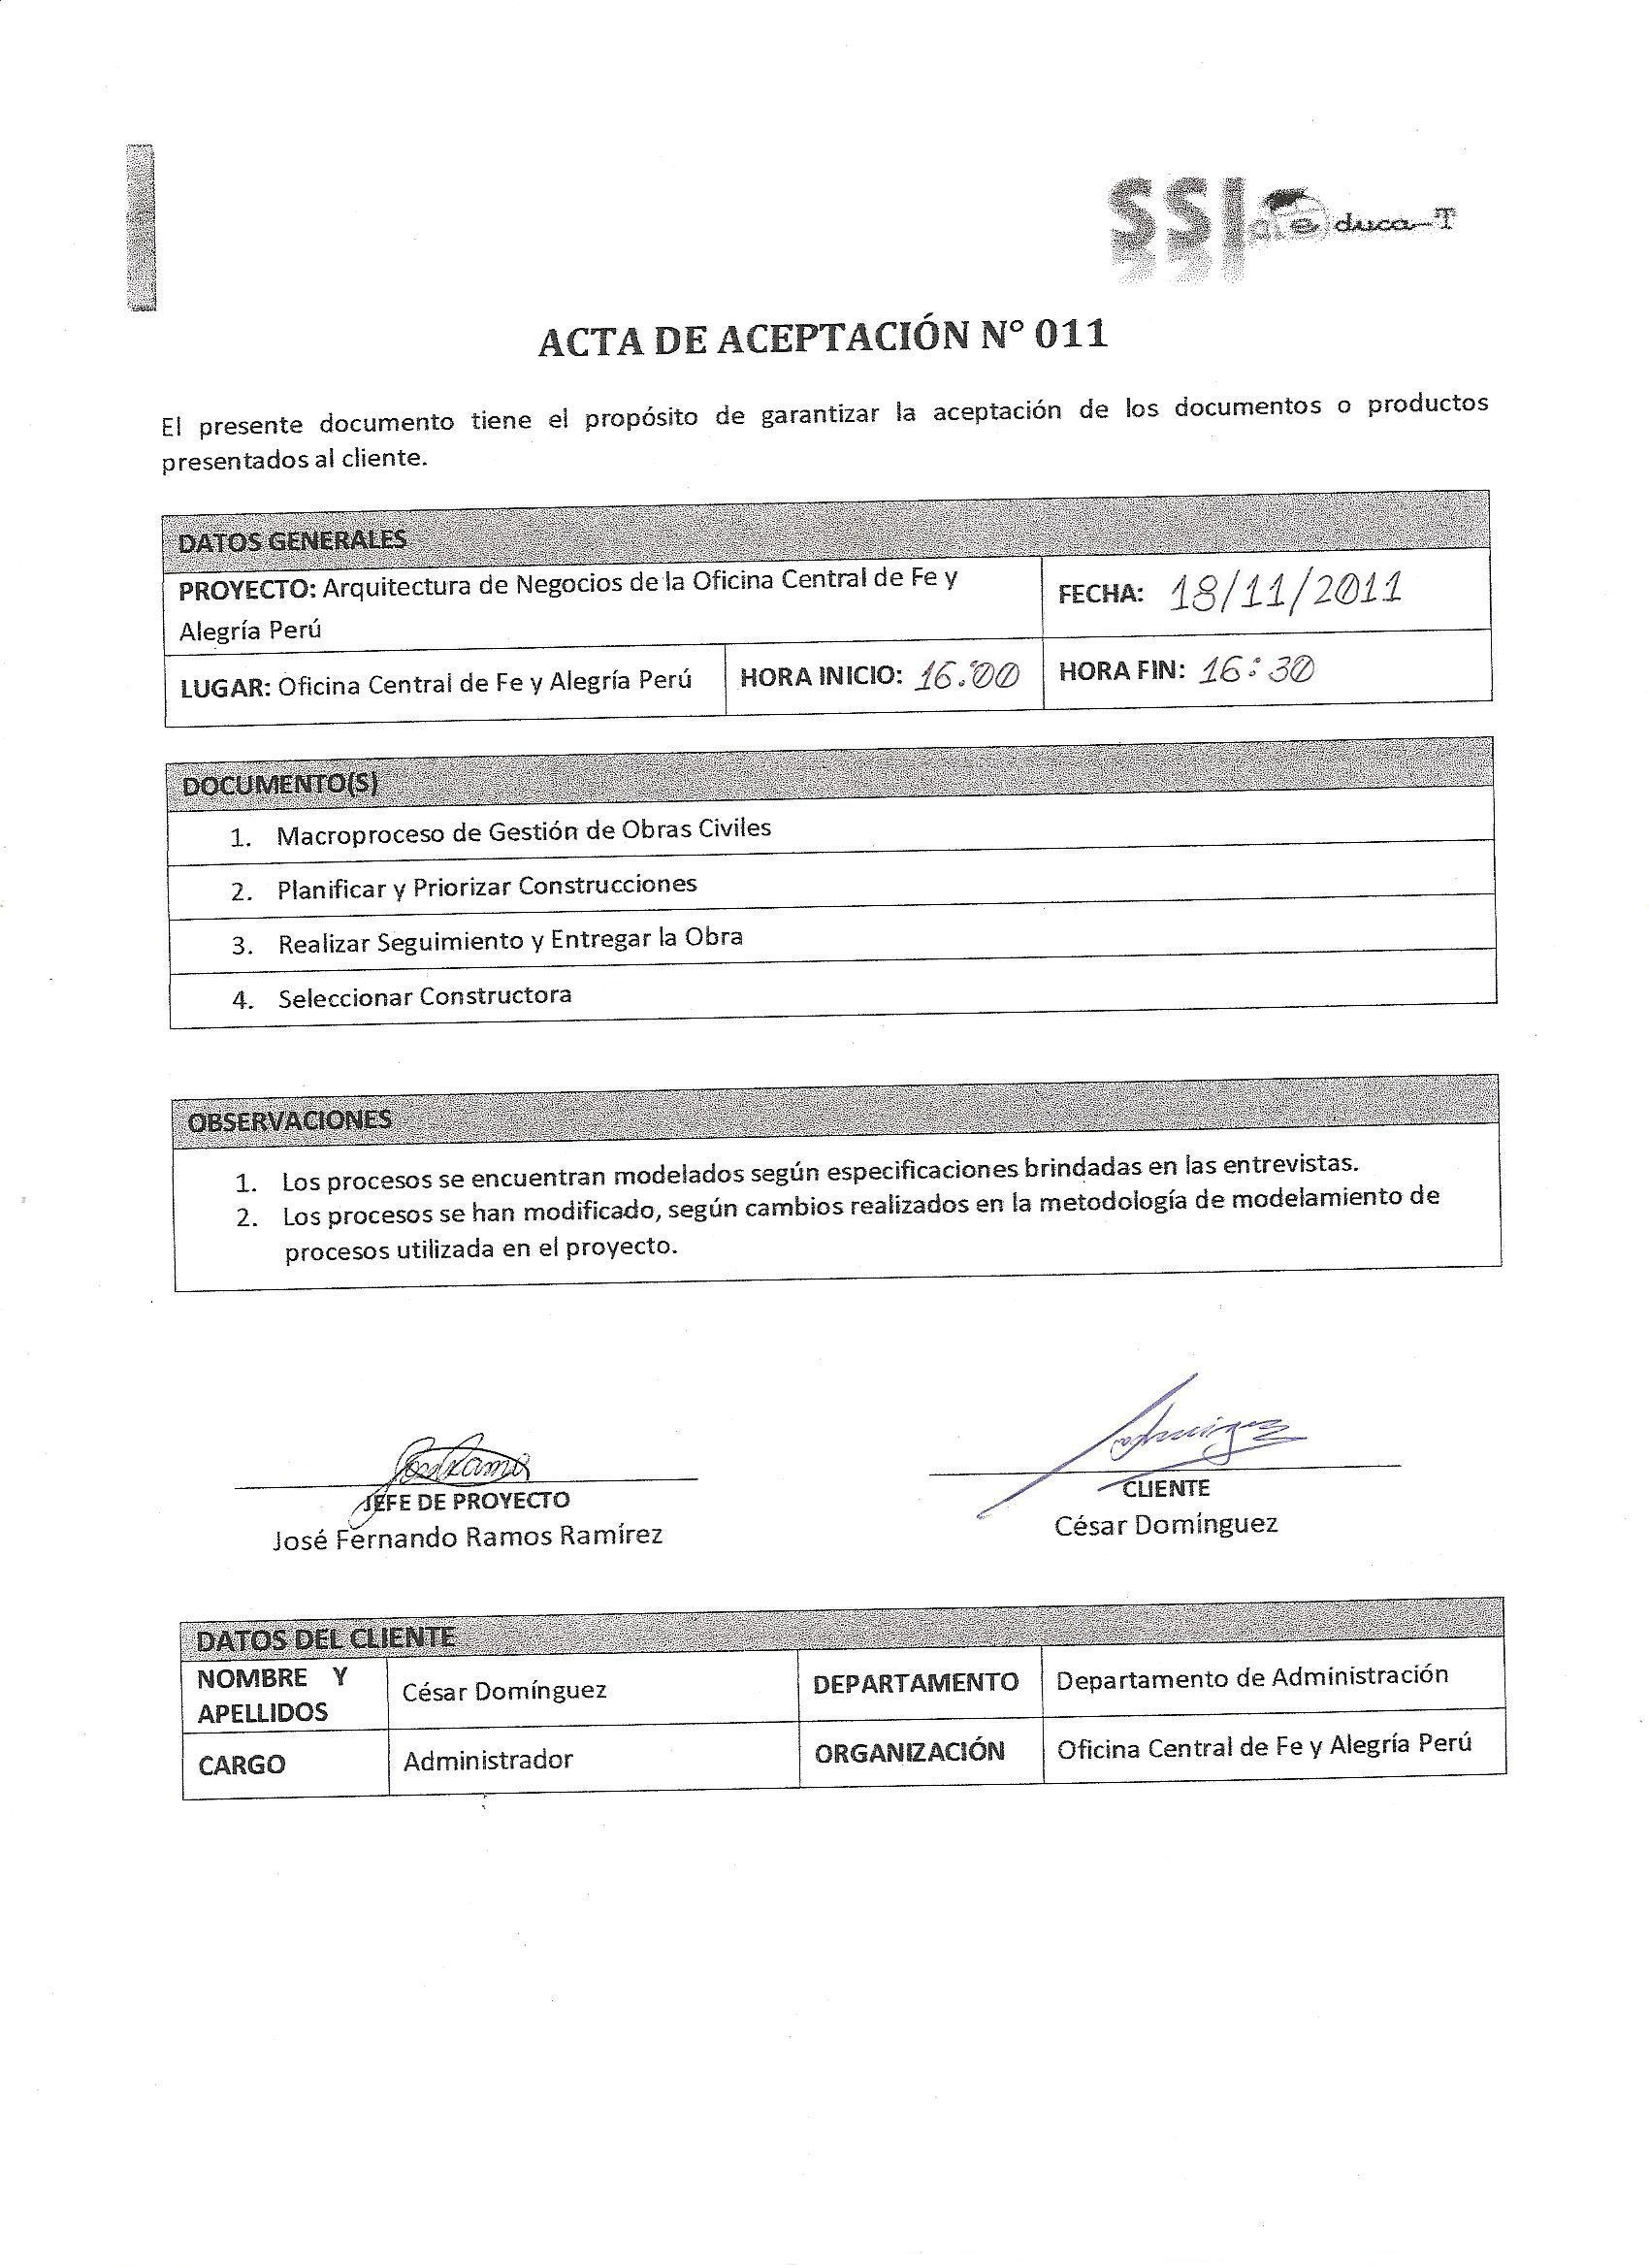 SSI educa-T
ACTA DE ACEPTACIÓN N° 011
El presente documento tiene el propósito de garantizar la aceptación de los documentos o productos
presentados al cliente.
DATOS GENERALES
PROYECTO: Arquitectura de Negocios de la Oficina Central de Fe y
Alegría Perú
FECHA: 18/11/2011
LUGAR: Oficina Central de Fe y Alegría Perú
HORA INICIO: 16:00
HORA FIN: 16:30
DOCUMENTO(S)
1. Macroproceso de Gestión de Obras Civiles
2. Planificar y Priorizar Construcciones
3. Realizar Seguimiento y Entregar la Obra
4. Seleccionar Constructora
OBSERVACIONES
1. Los procesos se encuentran modelados según especificaciones brindadas en las entrevistas.
2. Los procesos se han modificado, según cambios realizados en la metodología de modelamiento de
procesos utilizada en el proyecto.
JEFE DE PROYECTO
José Fernando Ramos Ramírez
CLIENTE
César Domínguez
DATOS DEL CLIENTE
NOMBRE Y
APELLIDOS
César Domínguez
DEPARTAMENTO
Departamento de Administración
CARGO
Administrador
ORGANIZACIÓN
Oficina Central de Fe y Alegría Perú